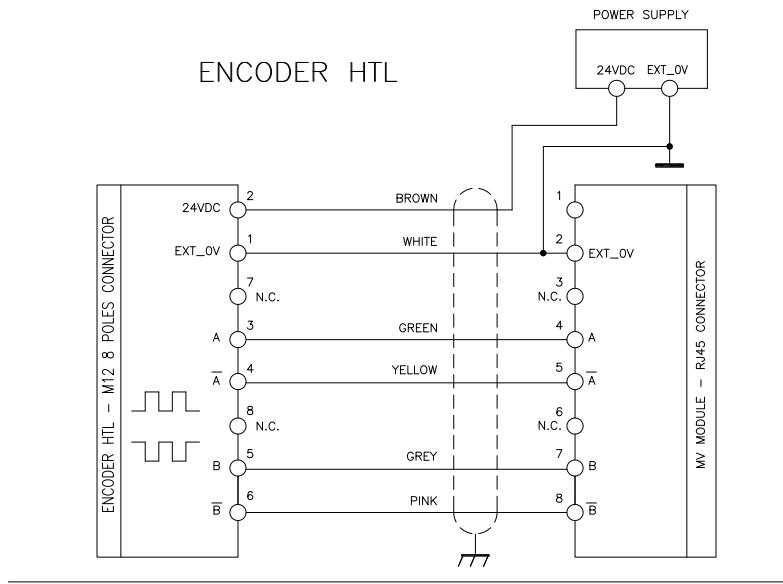 POWER SUPPLY
24VDC EXT_0V
ENCODER HTL
ENCODER HTL – M12 8 POLES CONNECTOR
24VDC 2 BROWN 1
EXT_0V 1 WHITE 2 EXT_0V
7 N.C. 3 N.C.
A 3 GREEN 4 A
A̅ 4 YELLOW 5 A̅
8 N.C. 6 N.C.
B 5 GREY 7 B
B̅ 6 PINK 8 B̅
MV MODULE – RJ45 CONNECTOR